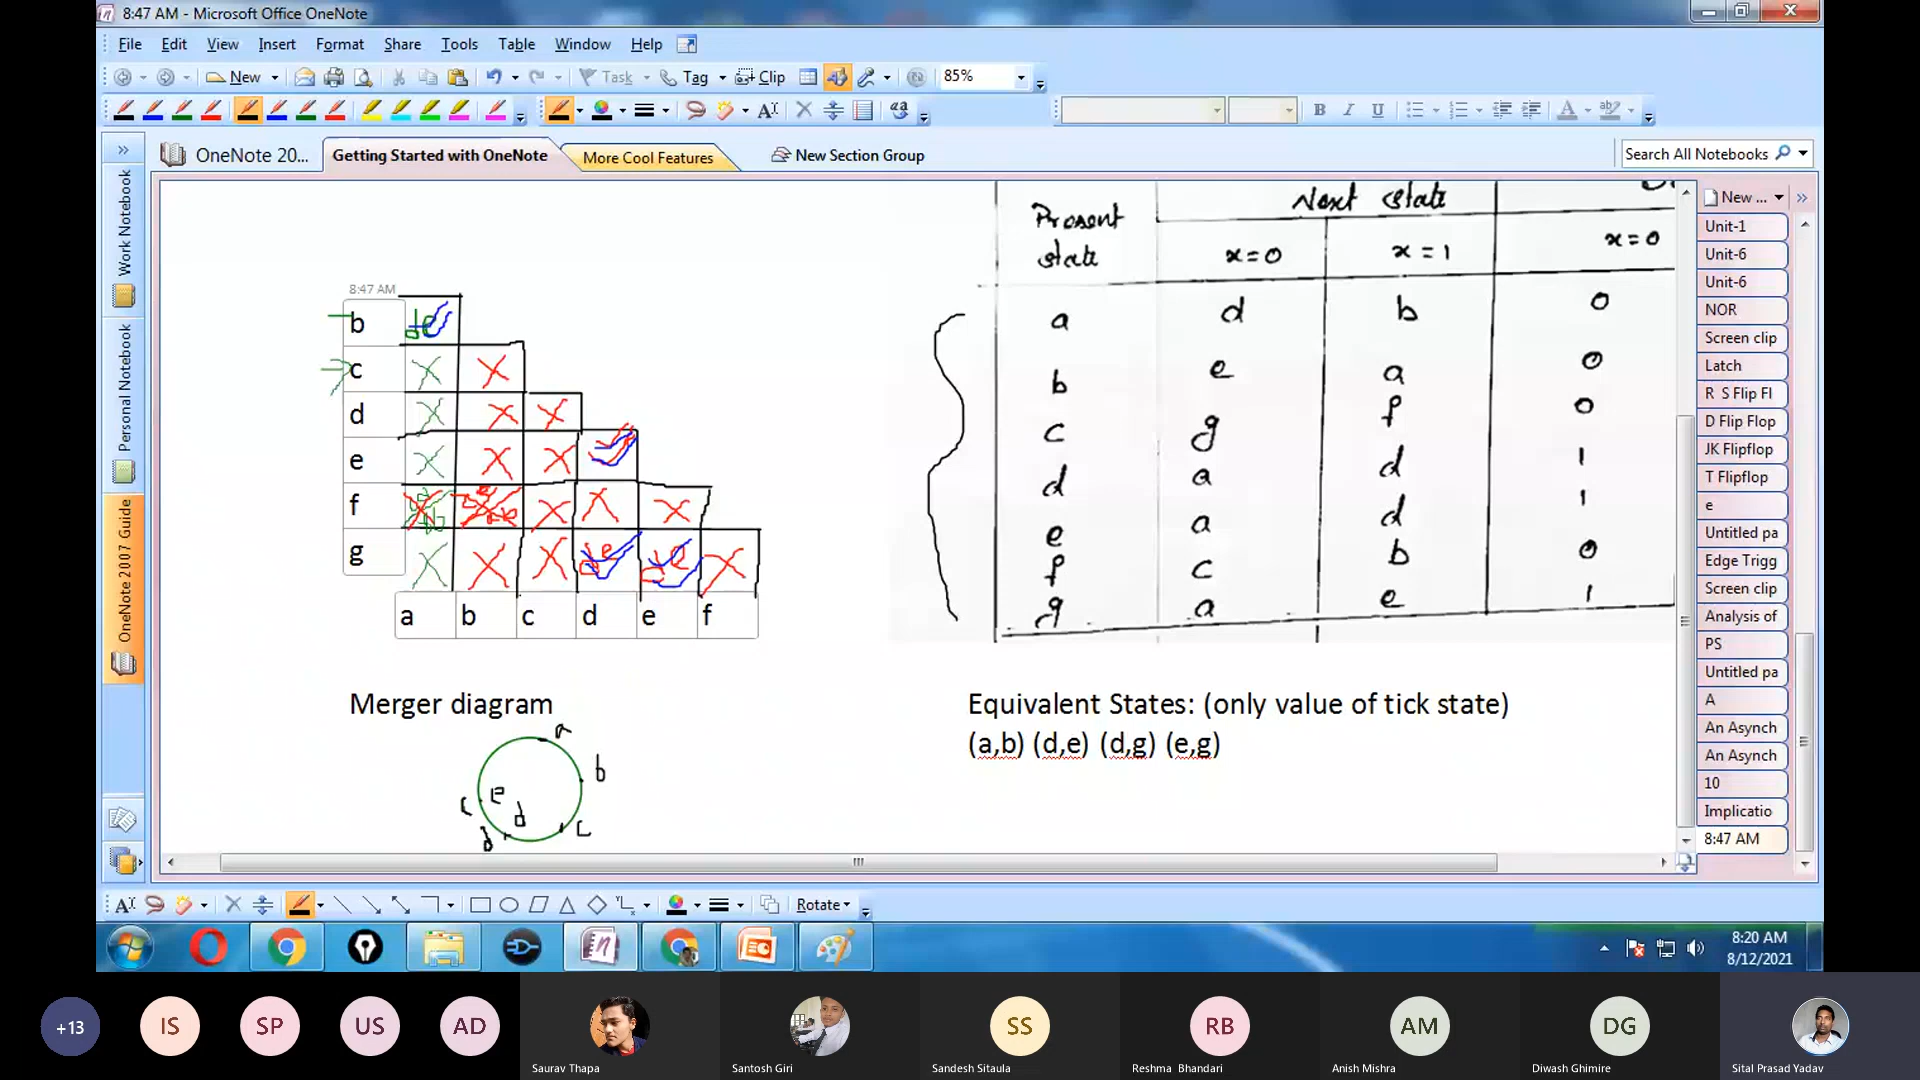 8:47 AM - Microsoft Office OneNote
File Edit View Insert Format Share Tools Table Window Help
New Task Tag Clip 85%
B I U A ab
OneNote 20... Getting Started with OneNote More Cool Features New Section Group Search All Notebooks
Work Notebook
Personal Notebook
OneNote 2007 Guide
New ...
Unit-1
Unit-6
Unit-6
NOR
Screen clip
Latch
R S Flip Fl
D Flip Flop
JK Flipflop
T Flipflop
e
Untitled pa
Edge Trigg
Screen clip
Analysis of
PS
Untitled pa
A
An Asynch
An Asynch
10
Implicatio
8:47 AM
8:47 AM
b de
c
d
e
f
g
a b c d e f
Present state Next state
x=0 x=1 x=0
a d b 0
b e a 0
c g f 0
d a d 1
e a d 1
f c b 0
g a e 1
Merger diagram
a
b
c
d
e
d
Equivalent States: (only value of tick state)
(a,b) (d,e) (d,g) (e,g)
Rotate
8:20 AM
8/12/2021
+13 IS SP US AD SS RB AM DG
Saurav Thapa Santosh Giri Sandesh Sitaula Reshma Bhandari Anish Mishra Diwash Ghimire Sital Prasad Yadav